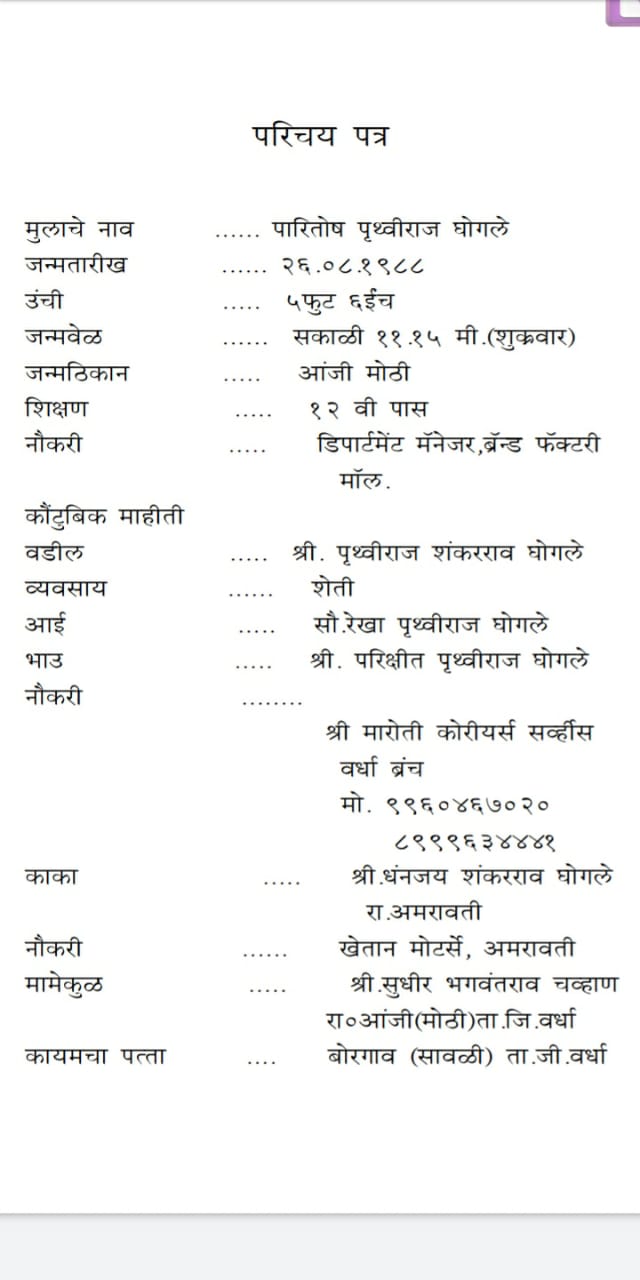 परिचय पत्र
मुलाचे नाव ...... पारितोष पृथ्वीराज घोगले
जन्मतारीख ...... २६.०८.१९८८
उंची ..... ५फुट ६ईंच
जन्मवेळ ...... सकाळी ११.१५ मी.(शुक्रवार)
जन्मठिकान ..... आंजी मोठी
शिक्षण ..... १२ वी पास
नौकरी ..... डिपार्टमेंट मॅनेजर,ब्रॅन्ड फॅक्टरी
मॉल.
कौंटुबिक माहीती
वडील ..... श्री. पृथ्वीराज शंकरराव घोगले
व्यवसाय ...... शेती
आई ..... सौ.रेखा पृथ्वीराज घोगले
भाउ ..... श्री. परिक्षीत पृथ्वीराज घोगले
नौकरी ........
श्री मारोती कोरीयर्स सर्व्हीस
वर्धा ब्रंच
मो. ९९६०४६७०२०
८९९९६३४४४१
काका ..... श्री.धंनजय शंकरराव घोगले
रा.अमरावती
नौकरी ...... खेतान मोटर्से, अमरावती
मामेकुळ ..... श्री.सुधीर भगवंतराव चव्हाण
रा०आंजी(मोठी)ता.जि.वर्धा
कायमचा पत्ता .... बोरगाव (सावळी) ता.जी.वर्धा